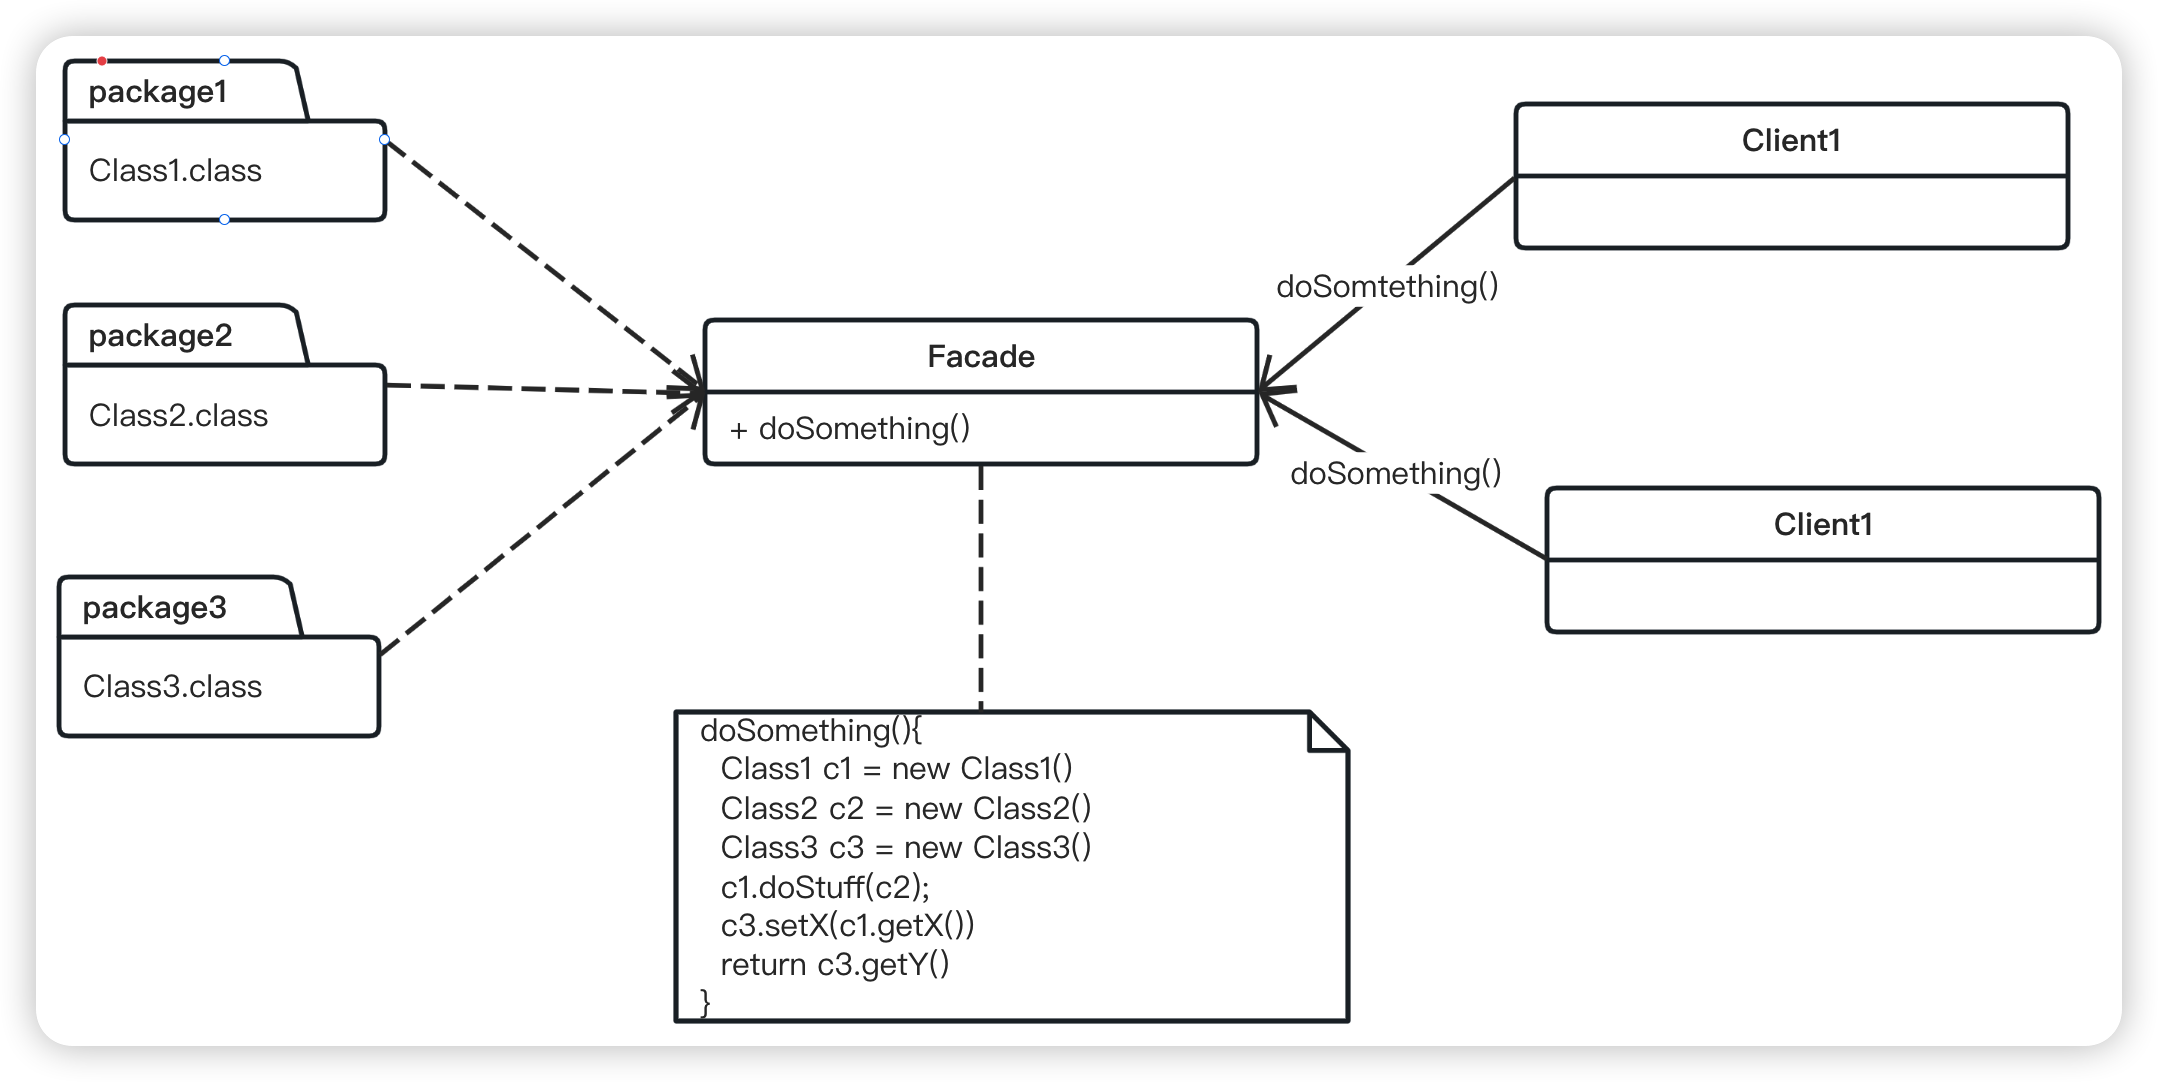 package1
Class1.class
package2
Class2.class
package3
Class3.class
Facade
+ doSomething()
Client1
doSomtething()
doSomething()
Client1
doSomething(){
Class1 c1 = new Class1()
Class2 c2 = new Class2()
Class3 c3 = new Class3()
c1.doStuff(c2);
c3.setX(c1.getX())
return c3.getY()
}